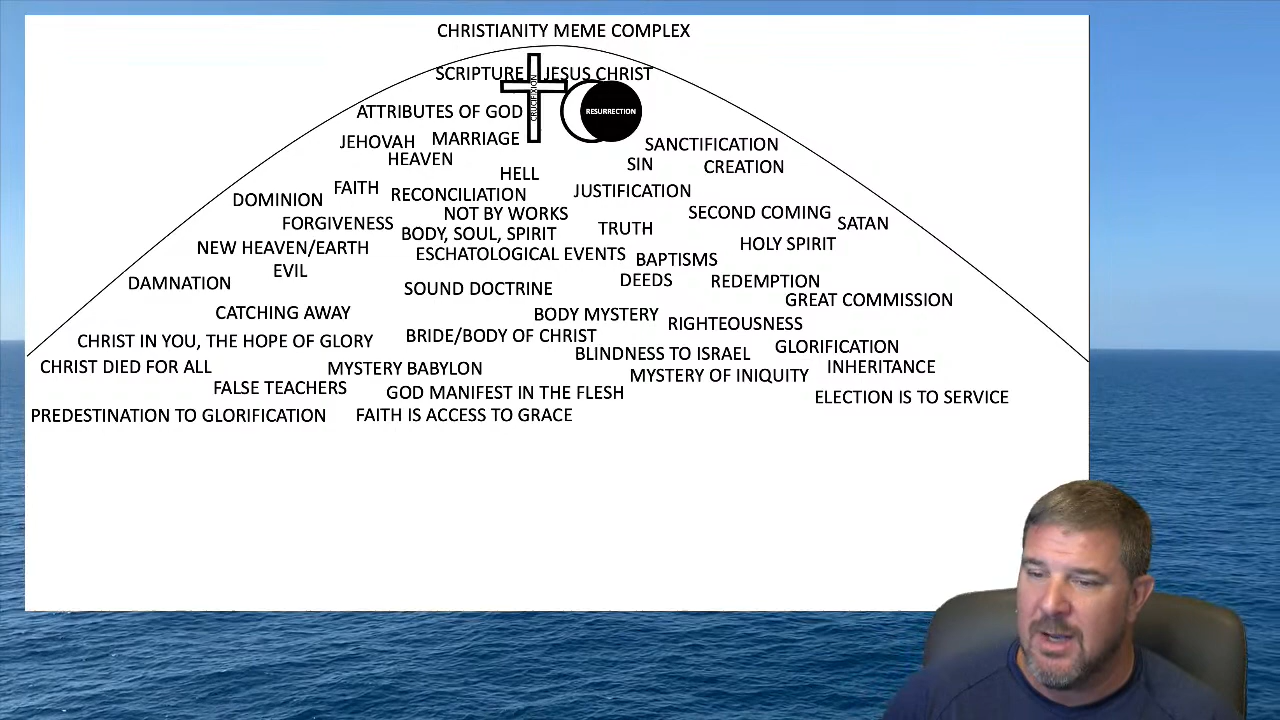 CHRISTIANITY MEME COMPLEX
SCRIPTURE JESUS CHRIST
CRUCIFIXION
RESURRECTION
ATTRIBUTES OF GOD
JEHOVAH MARRIAGE SANCTIFICATION
HEAVEN SIN CREATION
HELL
FAITH RECONCILIATION JUSTIFICATION
DOMINION
NOT BY WORKS SECOND COMING
FORGIVENESS TRUTH SATAN
BODY, SOUL, SPIRIT
NEW HEAVEN/EARTH HOLY SPIRIT
ESCHATOLOGICAL EVENTS BAPTISMS
EVIL
DAMNATION DEEDS REDEMPTION
SOUND DOCTRINE GREAT COMMISSION
CATCHING AWAY BODY MYSTERY
RIGHTEOUSNESS
CHRIST IN YOU, THE HOPE OF GLORY BRIDE/BODY OF CHRIST
BLINDNESS TO ISRAEL GLORIFICATION
CHRIST DIED FOR ALL MYSTERY BABYLON INHERITANCE
MYSTERY OF INIQUITY
FALSE TEACHERS GOD MANIFEST IN THE FLESH ELECTION IS TO SERVICE
PREDESTINATION TO GLORIFICATION FAITH IS ACCESS TO GRACE